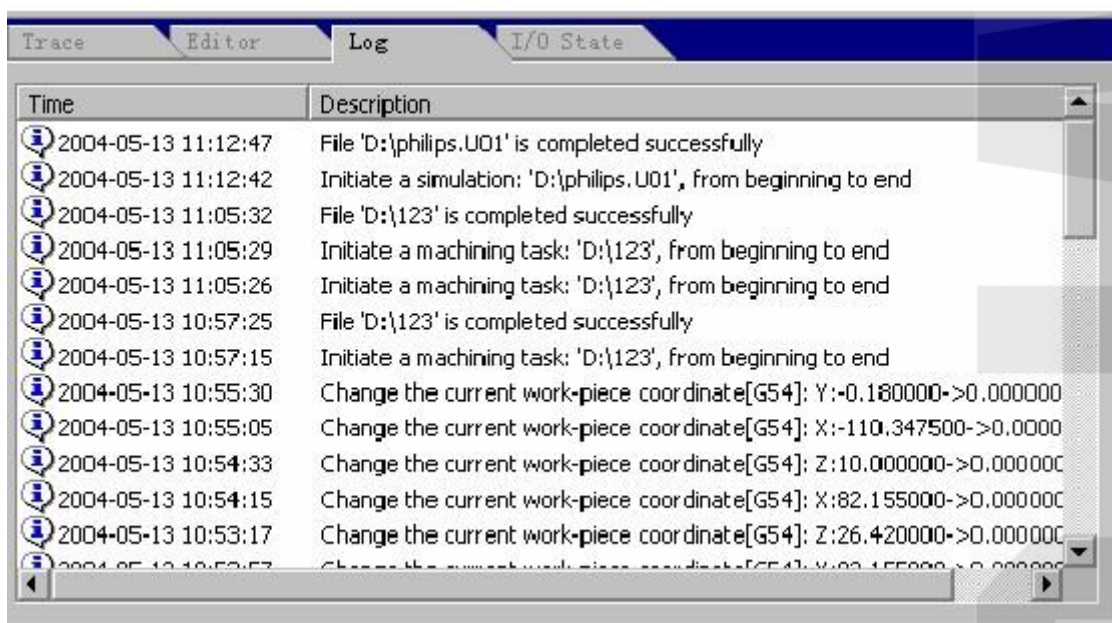 Trace Editor Log I/O State
Time Description
2004-05-13 11:12:47 File 'D:\philips.U01' is completed successfully
2004-05-13 11:12:42 Initiate a simulation: 'D:\philips.U01', from beginning to end
2004-05-13 11:05:32 File 'D:\123' is completed successfully
2004-05-13 11:05:29 Initiate a machining task: 'D:\123', from beginning to end
2004-05-13 11:05:26 Initiate a machining task: 'D:\123', from beginning to end
2004-05-13 10:57:25 File 'D:\123' is completed successfully
2004-05-13 10:57:15 Initiate a machining task: 'D:\123', from beginning to end
2004-05-13 10:55:30 Change the current work-piece coordinate[G54]: Y:-0.180000->0.000000
2004-05-13 10:55:05 Change the current work-piece coordinate[G54]: X:-110.347500->0.0000
2004-05-13 10:54:33 Change the current work-piece coordinate[G54]: Z:10.000000->0.000000
2004-05-13 10:54:15 Change the current work-piece coordinate[G54]: X:82.155000->0.000000
2004-05-13 10:53:17 Change the current work-piece coordinate[G54]: Z:26.420000->0.000000